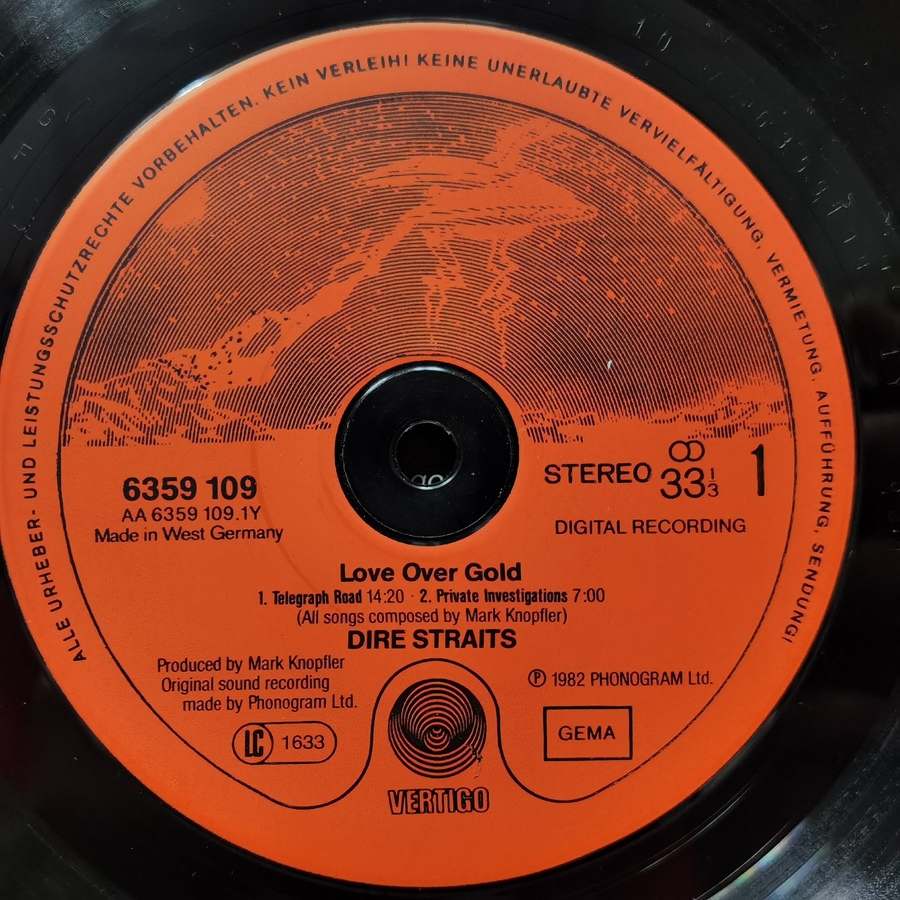 ALLE URHEBER- UND LEISTUNGSSCHUTZRECHTE VORBEHALTEN. KEIN VERLEIH! KEINE UNERLAUBTE VERVIELFÄLTIGUNG, VERMIETUNG, AUFFÜHRUNG, SENDUNG!
6359 109
AA 6359 109.1Y
Made in West Germany
STEREO 33 1/3 1
DIGITAL RECORDING
Love Over Gold
1. Telegraph Road 14:20 · 2. Private Investigations 7:00
(All songs composed by Mark Knopfler)
DIRE STRAITS
Produced by Mark Knopfler
Original sound recording
made by Phonogram Ltd.
LC 1633
℗ 1982 PHONOGRAM Ltd.
GEMA
VERTIGO